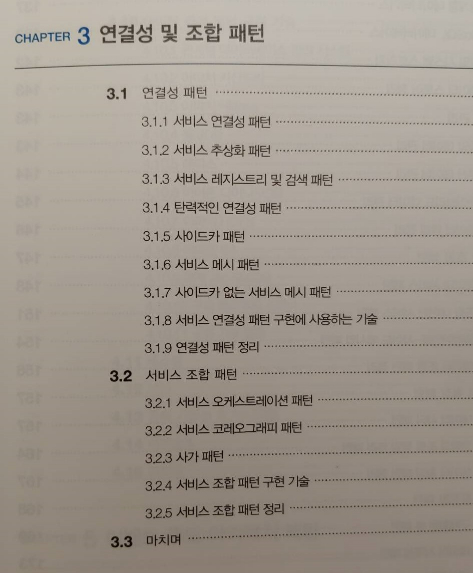 CHAPTER 3 연결성 및 조합 패턴
3.1 연결성 패턴
3.1.1 서비스 연결성 패턴
3.1.2 서비스 추상화 패턴
3.1.3 서비스 레지스트리 및 검색 패턴
3.1.4 탄력적인 연결성 패턴
3.1.5 사이드카 패턴
3.1.6 서비스 메시 패턴
3.1.7 사이드카 없는 서비스 메시 패턴
3.1.8 서비스 연결성 패턴 구현에 사용하는 기술
3.1.9 연결성 패턴 정리
3.2 서비스 조합 패턴
3.2.1 서비스 오케스트레이션 패턴
3.2.2 서비스 코레오그래피 패턴
3.2.3 사가 패턴
3.2.4 서비스 조합 패턴 구현 기술
3.2.5 서비스 조합 패턴 정리
3.3 마치며